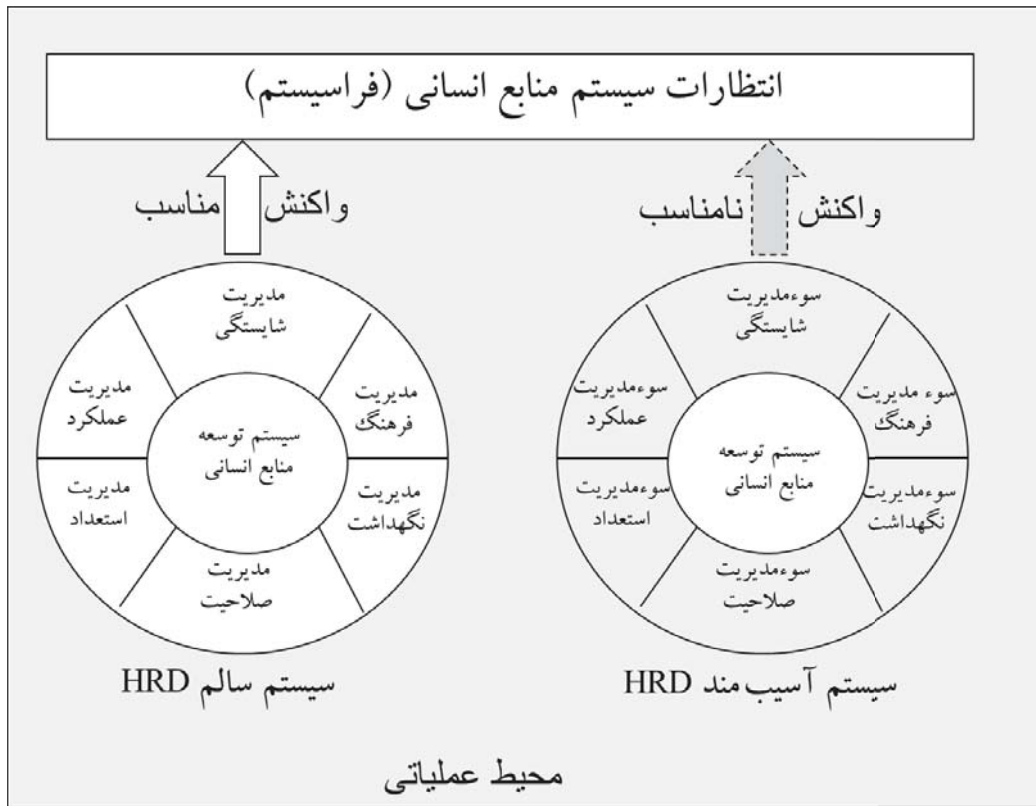 انتظارات سیستم منابع انسانی (فراسیستم)
واکنش مناسب
واکنش نامناسب
مدیریت
شایستگی
مدیریت
فرهنگ
مدیریت
نگهداشت
مدیریت
صلاحیت
مدیریت
استعداد
مدیریت
عملکرد
سیستم توسعه
منابع انسانی
سوءمدیریت
شایستگی
سوء مدیریت
فرهنگ
سوءمدیریت
نگهداشت
سوءمدیریت
صلاحیت
سوءمدیریت
استعداد
سوءمدیریت
عملکرد
سیستم توسعه
منابع انسانی
سیستم سالم HRD
سیستم آسیب مند HRD
محیط عملیاتی